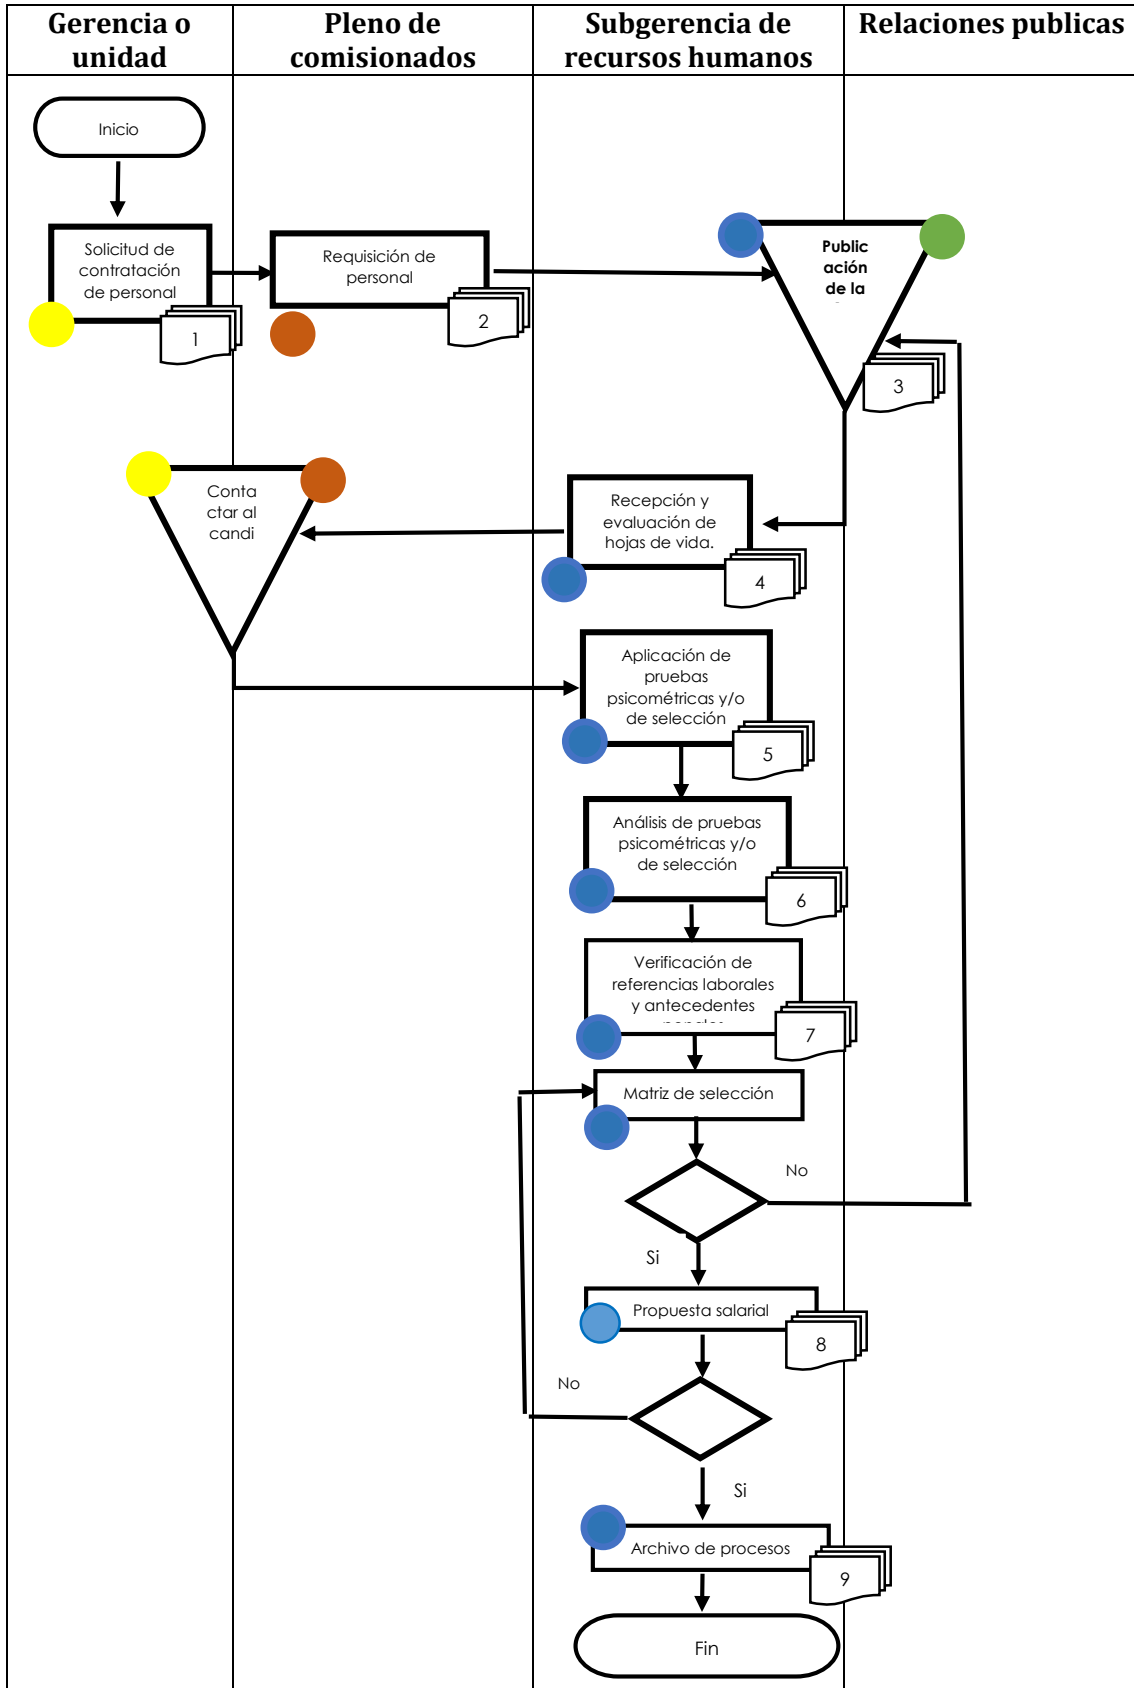 Gerencia o
unidad
Pleno de
comisionados
Subgerencia de
recursos humanos
Relaciones publicas
Inicio
Solicitud de
contratación
de personal
1
Requisición de
personal
2
Public
ación
de la
3
Conta
ctar al
candi
Recepción y
evaluación de
hojas de vida.
4
Aplicación de
pruebas
psicométricas y/o
de selección
5
Análisis de pruebas
psicométricas y/o
de selección
6
Verificación de
referencias laborales
y antecedentes
7
Matriz de selección
No
Si
Propuesta salarial
8
No
Si
Archivo de procesos
9
Fin